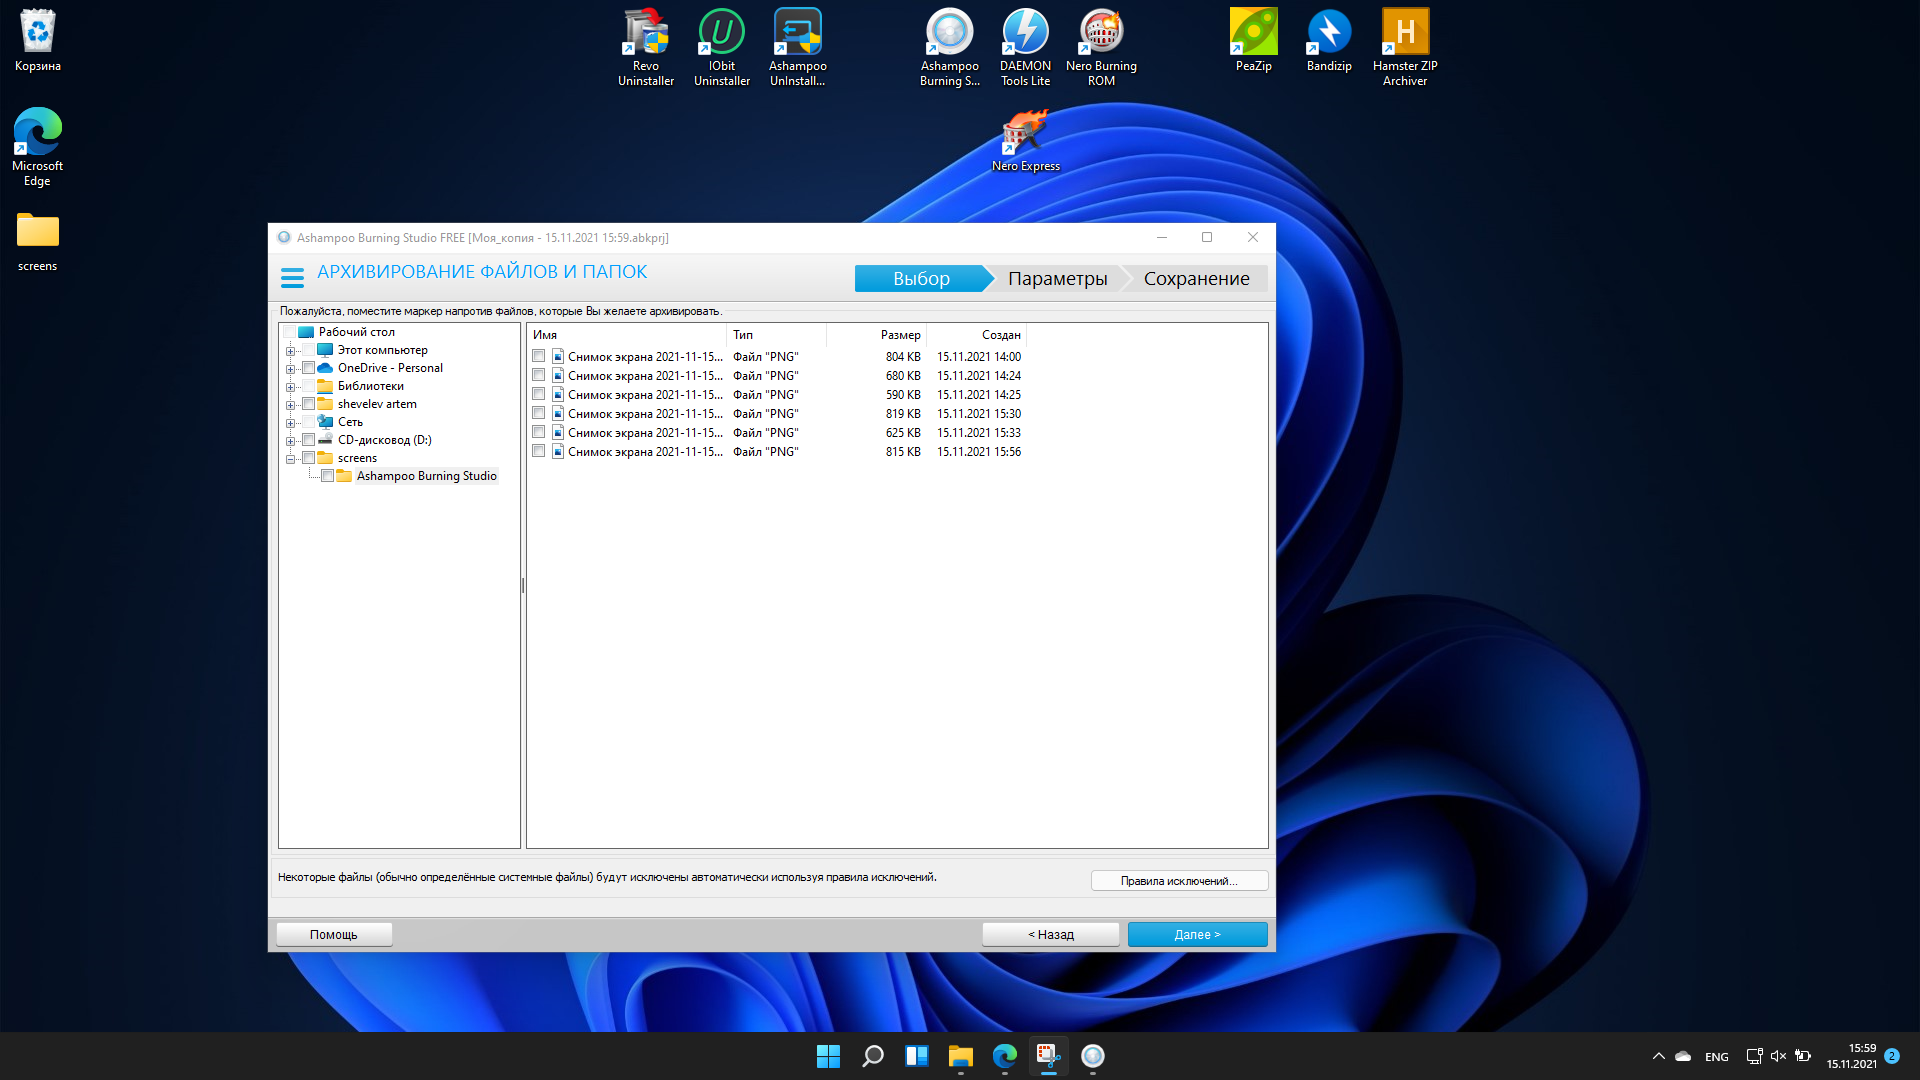 Корзина
Microsoft
Edge
screens
Revo
Uninstaller
IObit
Uninstaller
Ashampoo
UnInstall...
Ashampoo
Burning S...
DAEMON
Tools Lite
Nero Burning
ROM
Nero Express
PeaZip
Bandizip
Hamster ZIP
Archiver
Ashampoo Burning Studio FREE [Моя_копия - 15.11.2021 15:59.abkprj]
АРХИВИРОВАНИЕ ФАЙЛОВ И ПАПОК
Выбор Параметры Сохранение
Пожалуйста, поместите маркер напротив файлов, которые Вы желаете архивировать.
Рабочий стол
Этот компьютер
OneDrive - Personal
Библиотеки
shevelev artem
Сеть
CD-дисковод (D:)
screens
Ashampoo Burning Studio
Имя Тип Размер Создан
Снимок экрана 2021-11-15... Файл "PNG" 804 KB 15.11.2021 14:00
Снимок экрана 2021-11-15... Файл "PNG" 680 KB 15.11.2021 14:24
Снимок экрана 2021-11-15... Файл "PNG" 590 KB 15.11.2021 14:25
Снимок экрана 2021-11-15... Файл "PNG" 819 KB 15.11.2021 15:30
Снимок экрана 2021-11-15... Файл "PNG" 625 KB 15.11.2021 15:33
Снимок экрана 2021-11-15... Файл "PNG" 815 KB 15.11.2021 15:56
Некоторые файлы (обычно определённые системные файлы) будут исключены автоматически используя правила исключений.
Правила исключений...
Помощь
< Назад
Далее >
ENG
15:59
15.11.2021
2